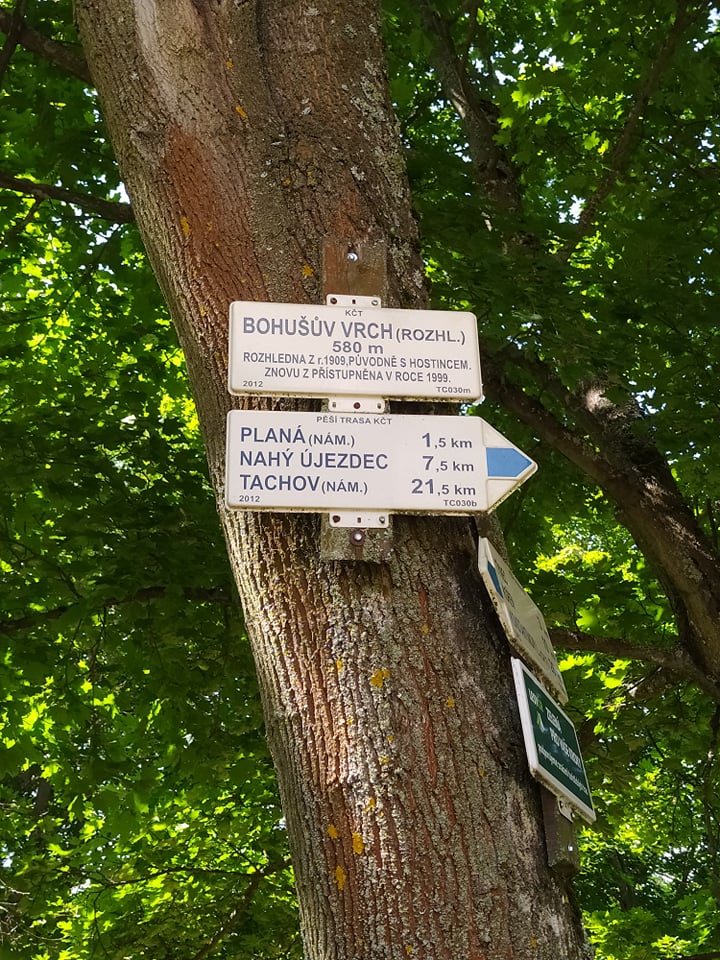 KČT
BOHUŠŮV VRCH (ROZHL.)
580 m
ROZHLEDNA Z r.1909,PŮVODNĚ S HOSTINCEM.
ZNOVU Z PŘÍSTUPNĚNA V ROCE 1999.
2012 TC030m
PĚŠÍ TRASA KČT
PLANÁ (NÁM.) 1,5 km
NAHÝ ÚJEZDEC 7,5 km
TACHOV (NÁM.) 21,5 km
2012 TC030b